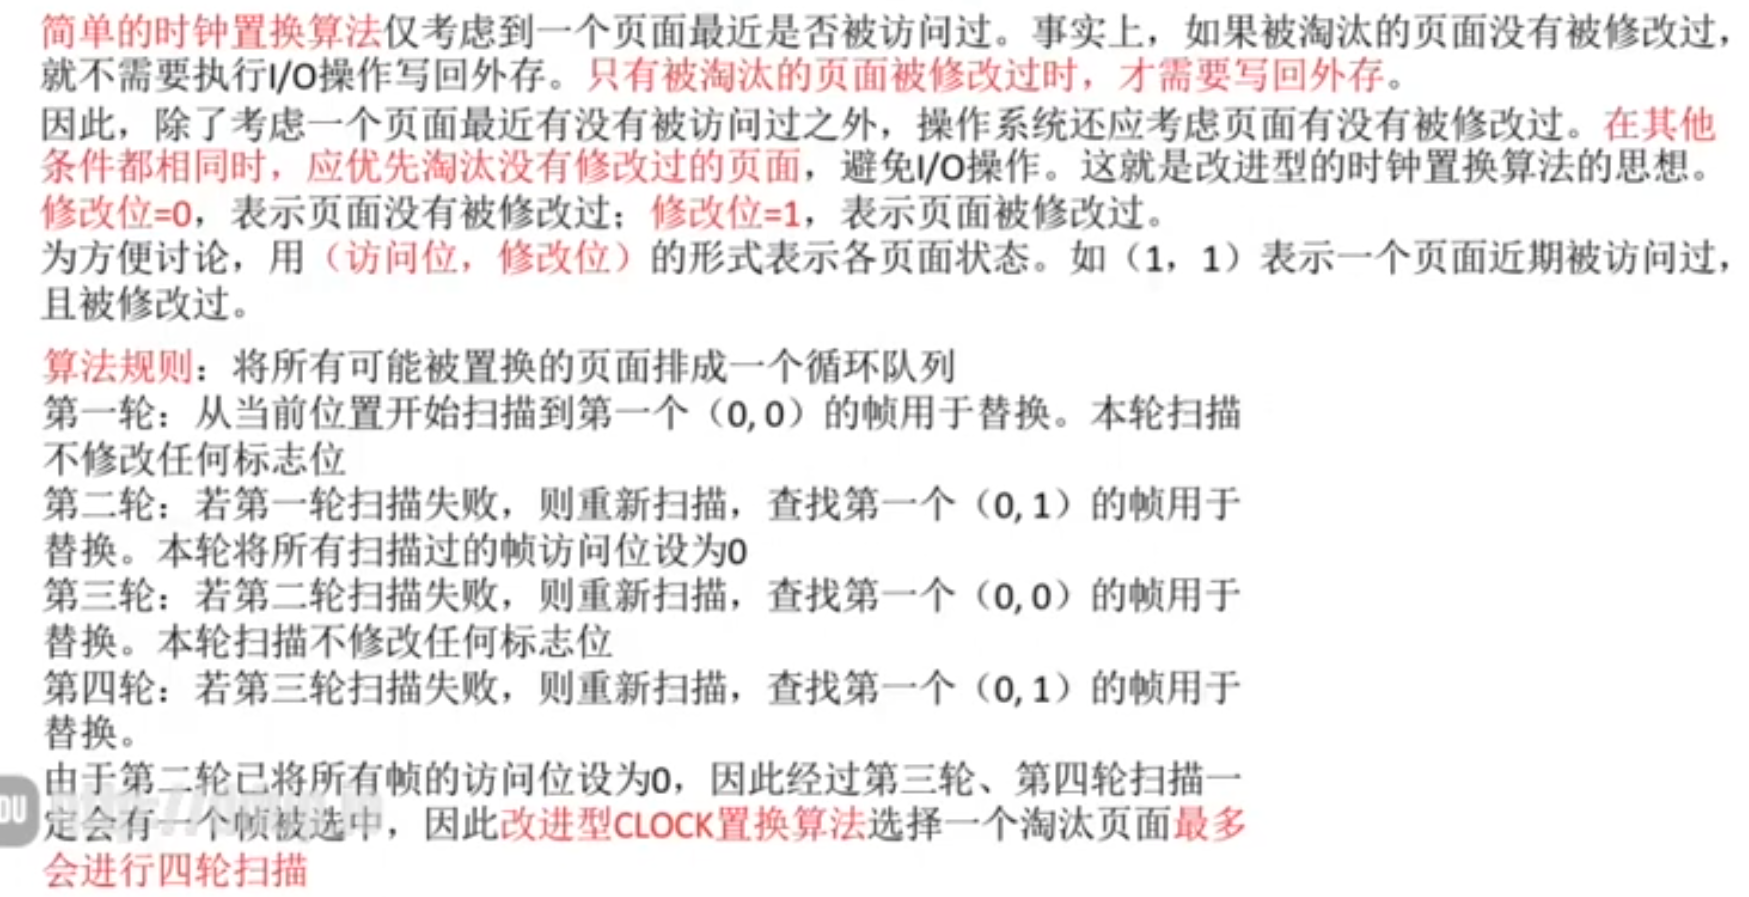 简单的时钟置换算法仅考虑到一个页面最近是否被访问过。事实上，如果被淘汰的页面没有被修改过，
就不需要执行I/O操作写回外存。只有被淘汰的页面被修改过时，才需要写回外存。
因此，除了考虑一个页面最近有没有被访问过之外，操作系统还应考虑页面有没有被修改过。在其他
条件都相同时，应优先淘汰没有修改过的页面，避免I/O操作。这就是改进型的时钟置换算法的思想。
修改位=0，表示页面没有被修改过；修改位=1，表示页面被修改过。
为方便讨论，用（访问位，修改位）的形式表示各页面状态。如（1，1）表示一个页面近期被访问过，
且被修改过。
算法规则：将所有可能被置换的页面排成一个循环队列
第一轮：从当前位置开始扫描到第一个（0, 0）的帧用于替换。本轮扫描
不修改任何标志位
第二轮：若第一轮扫描失败，则重新扫描，查找第一个（0, 1）的帧用于
替换。本轮将所有扫描过的帧访问位设为0
第三轮：若第二轮扫描失败，则重新扫描，查找第一个（0, 0）的帧用于
替换。本轮扫描不修改任何标志位
第四轮：若第三轮扫描失败，则重新扫描，查找第一个（0, 1）的帧用于
替换。
由于第二轮已将所有帧的访问位设为0，因此经过第三轮、第四轮扫描一
定会有一个帧被选中，因此改进型CLOCK置换算法选择一个淘汰页面最多
会进行四轮扫描